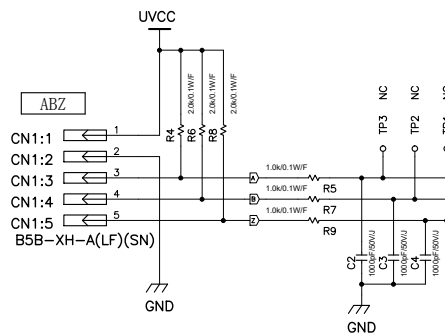 UVCC
ABZ
CN1:1
1
CN1:2
2
CN1:3
3
CN1:4
4
CN1:5
5
B5B-XH-A(LF)(SN)
R4
2.0k/0.1W/F
R6
2.0k/0.1W/F
R8
2.0k/0.1W/F
A
1.0k/0.1W/F
R5
B
1.0k/0.1W/F
R7
Z
1.0k/0.1W/F
R9
TP3
NC
TP2
NC
NC
C2
1000pF/50V/J
C3
1000pF/50V/J
C4
1000pF/50V/J
GND
GND